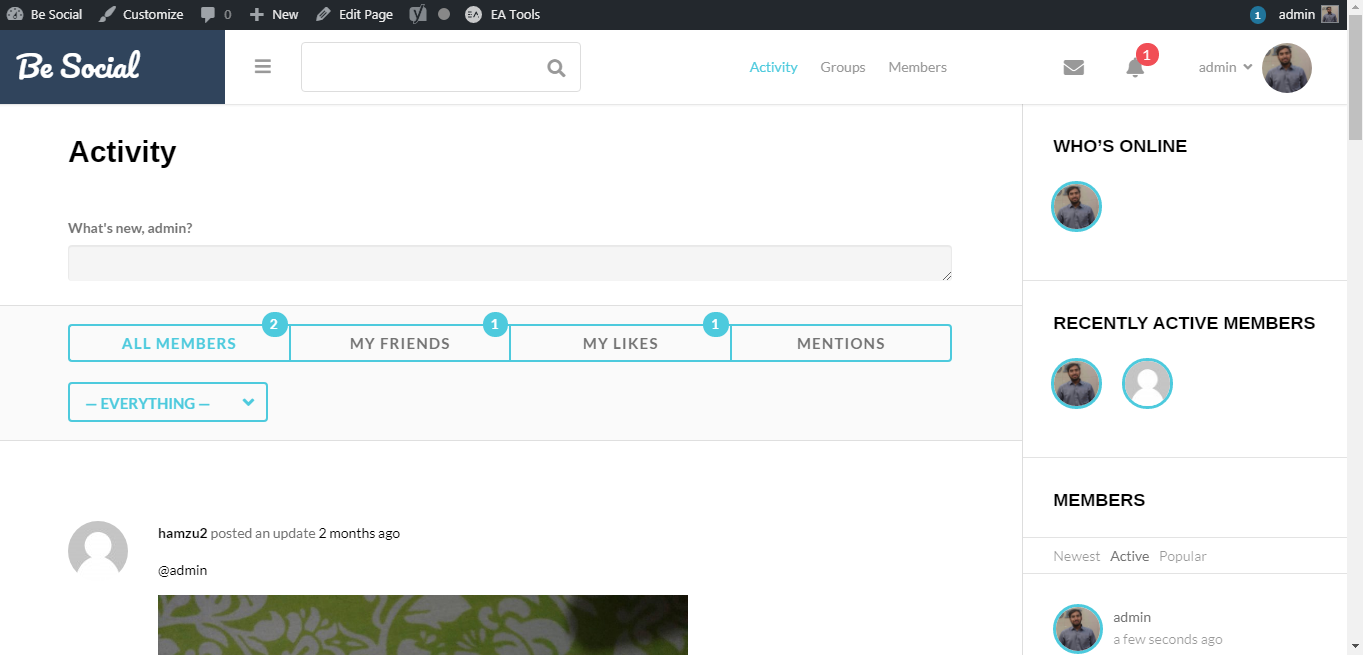 Be Social Customize 0 New Edit Page EA EA Tools 1 admin
Be Social
Activity Groups Members 1 admin
Activity
What's new, admin?
ALL MEMBERS 2 MY FRIENDS 1 MY LIKES 1 MENTIONS
— EVERYTHING —
hamzu2 posted an update 2 months ago
@admin
WHO'S ONLINE
RECENTLY ACTIVE MEMBERS
MEMBERS
Newest Active Popular
admin
a few seconds ago